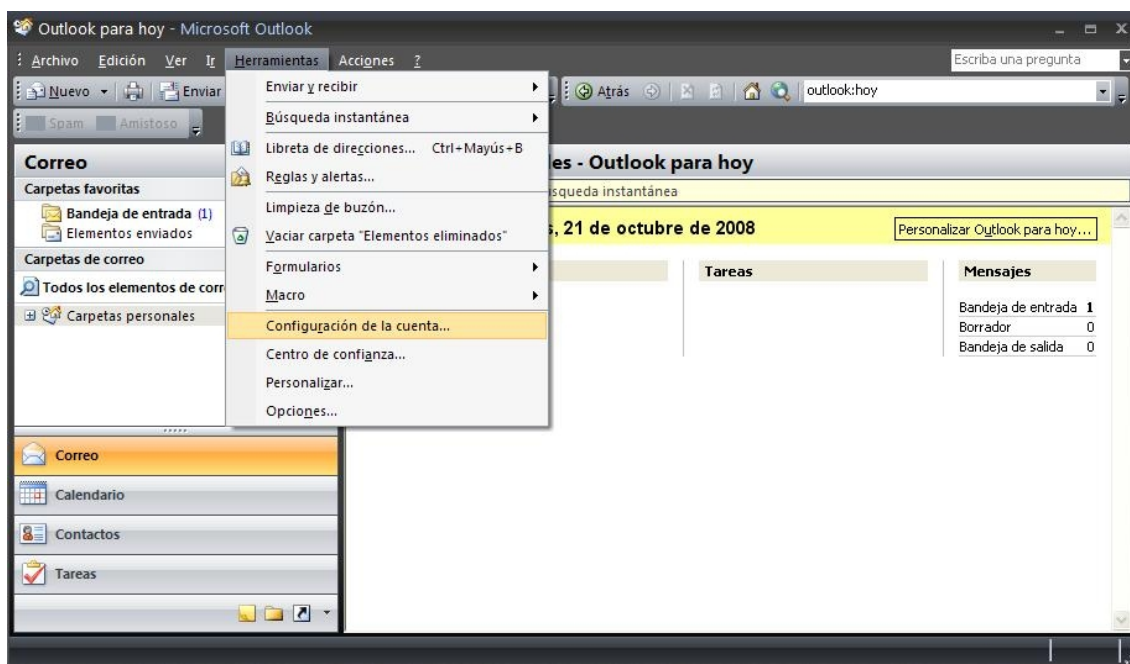 Outlook para hoy - Microsoft Outlook
Archivo Edición Ver Ir Herramientas Acciones ? Escriba una pregunta
Nuevo Enviar Atrás outlook:hoy
Spam Amistoso
Enviar y recibir
Búsqueda instantánea
Libreta de direcciones... Ctrl+Mayús+B
Reglas y alertas...
Limpieza de buzón...
Vaciar carpeta "Elementos eliminados"
Formularios
Macro
Configuración de la cuenta...
Centro de confianza...
Personalizar...
Opciones...
Correo
Carpetas favoritas
Bandeja de entrada (1)
Elementos enviados
Carpetas de correo
Todos los elementos de corr
Carpetas personales
Correo
Calendario
Contactos
Tareas
es - Outlook para hoy
squeda instantánea
s, 21 de octubre de 2008 Personalizar Outlook para hoy...
Tareas
Mensajes
Bandeja de entrada 1
Borrador 0
Bandeja de salida 0